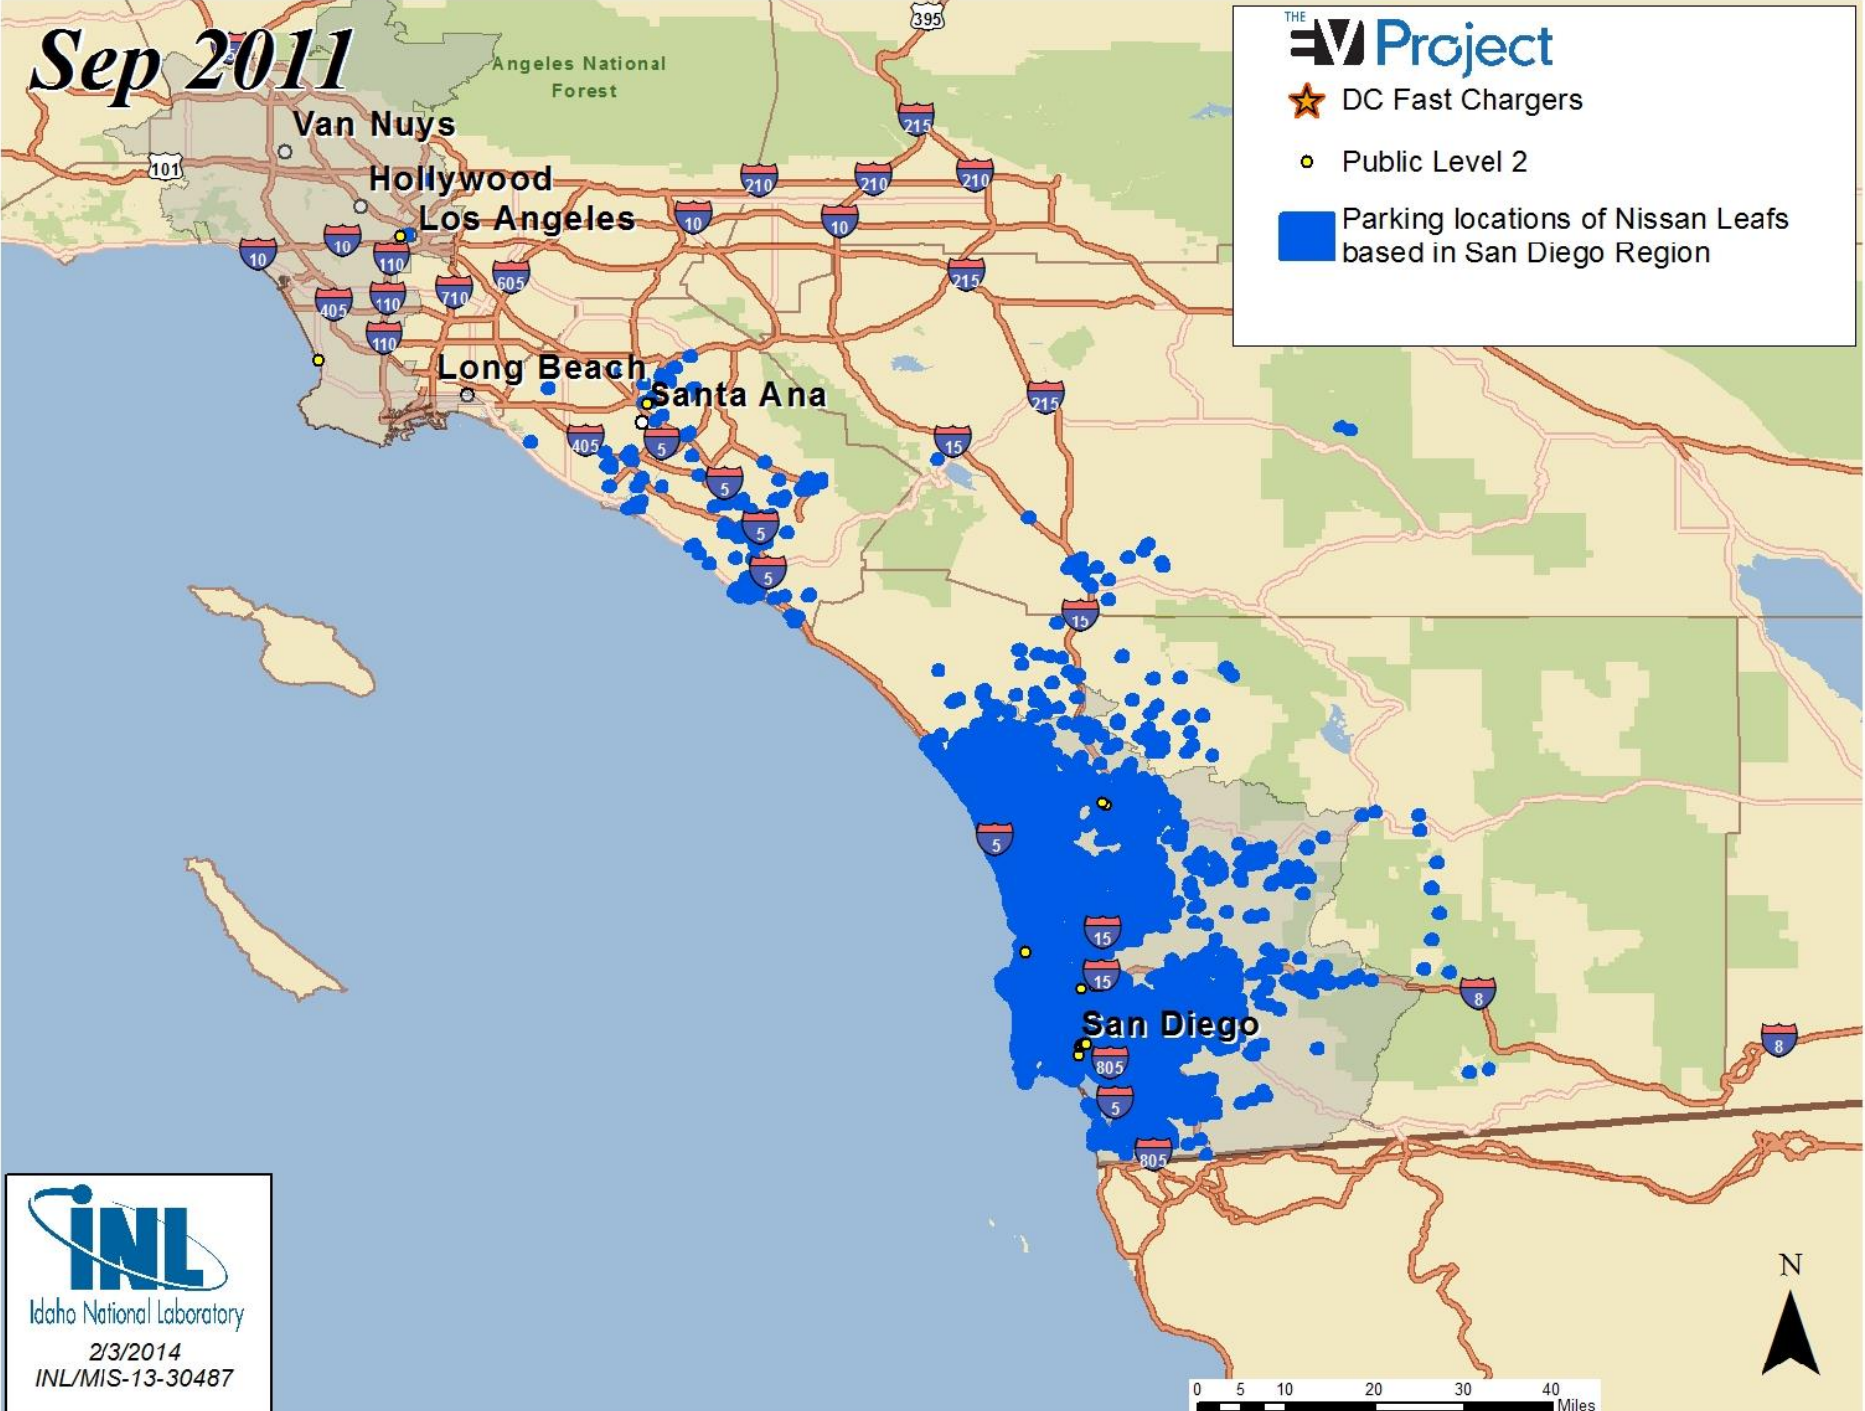 Sep 2011
5
395
Angeles National
Forest
THE
EV Project
DC Fast Chargers
Public Level 2
Parking locations of Nissan Leafs
based in San Diego Region
Van Nuys
215
101
Hollywood
210
210
210
Los Angeles
10
10
10
10
110
215
605
405
110
710
110
Long Beach
Santa Ana
215
405
5
15
5
5
5
15
5
15
15
8
San Diego
8
805
5
805
INL
Idaho National Laboratory
2/3/2014
INL/MIS-13-30487
N
0 5 10 20 30 40
Miles